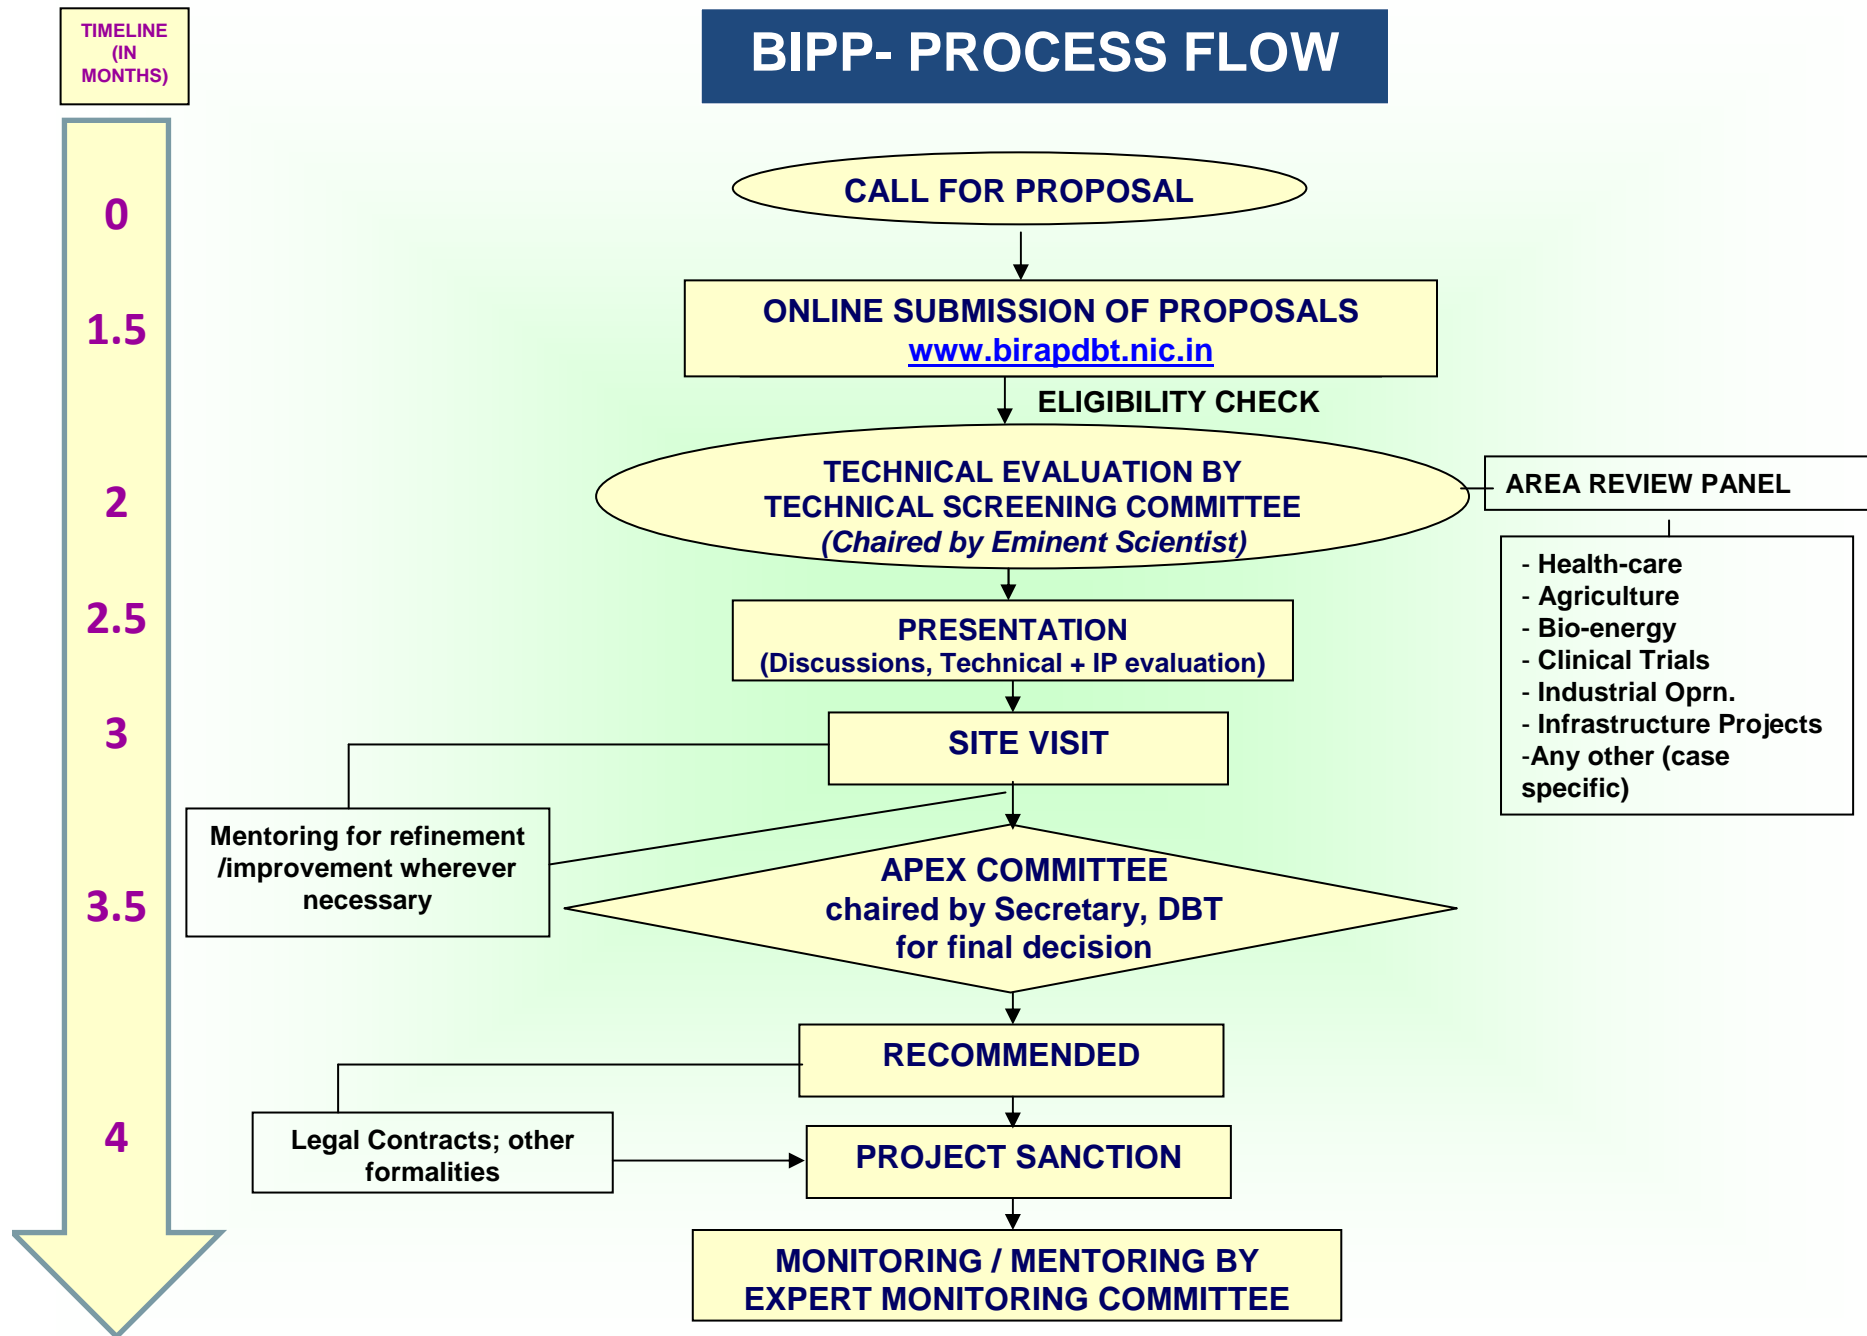 TIMELINE
(IN
MONTHS)
BIPP- PROCESS FLOW
0
1.5
2
2.5
3
3.5
4
CALL FOR PROPOSAL
ONLINE SUBMISSION OF PROPOSALS
www.birapdbt.nic.in
ELIGIBILITY CHECK
TECHNICAL EVALUATION BY
TECHNICAL SCREENING COMMITTEE
(Chaired by Eminent Scientist)
AREA REVIEW PANEL
- Health-care
- Agriculture
- Bio-energy
- Clinical Trials
- Industrial Oprn.
- Infrastructure Projects
-Any other (case
specific)
PRESENTATION
(Discussions, Technical + IP evaluation)
SITE VISIT
Mentoring for refinement
/improvement wherever
necessary
APEX COMMITTEE
chaired by Secretary, DBT
for final decision
RECOMMENDED
Legal Contracts; other
formalities
PROJECT SANCTION
MONITORING / MENTORING BY
EXPERT MONITORING COMMITTEE